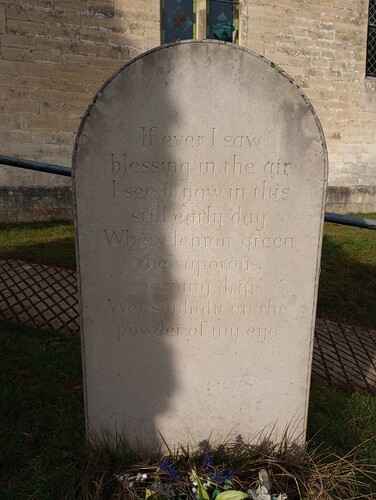 If ever I saw
blessing in the air
I see it now in this
still early day
Where lemon green
the vaporous
morning drips
Wet sunlight on the
powder of my eye